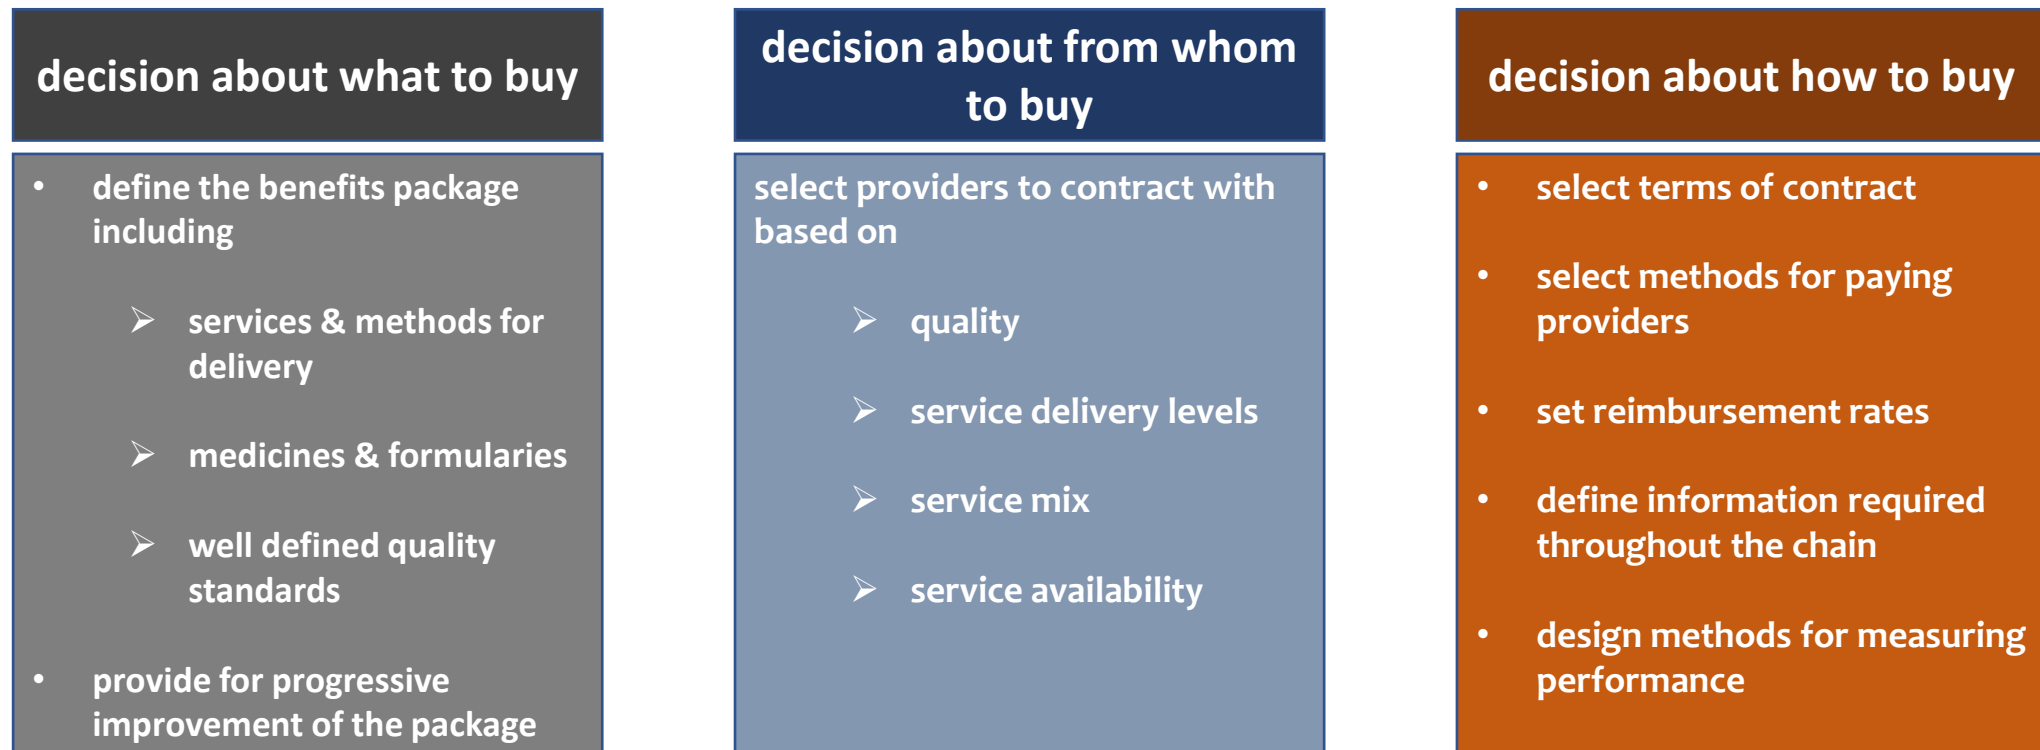 decision about what to buy
• define the benefits package
including
➢ services & methods for
delivery
➢ medicines & formularies
➢ well defined quality
standards
• provide for progressive
improvement of the package
decision about from whom
to buy
select providers to contract with
based on
➢ quality
➢ service delivery levels
➢ service mix
➢ service availability
decision about how to buy
• select terms of contract
• select methods for paying
providers
• set reimbursement rates
• define information required
throughout the chain
• design methods for measuring
performance